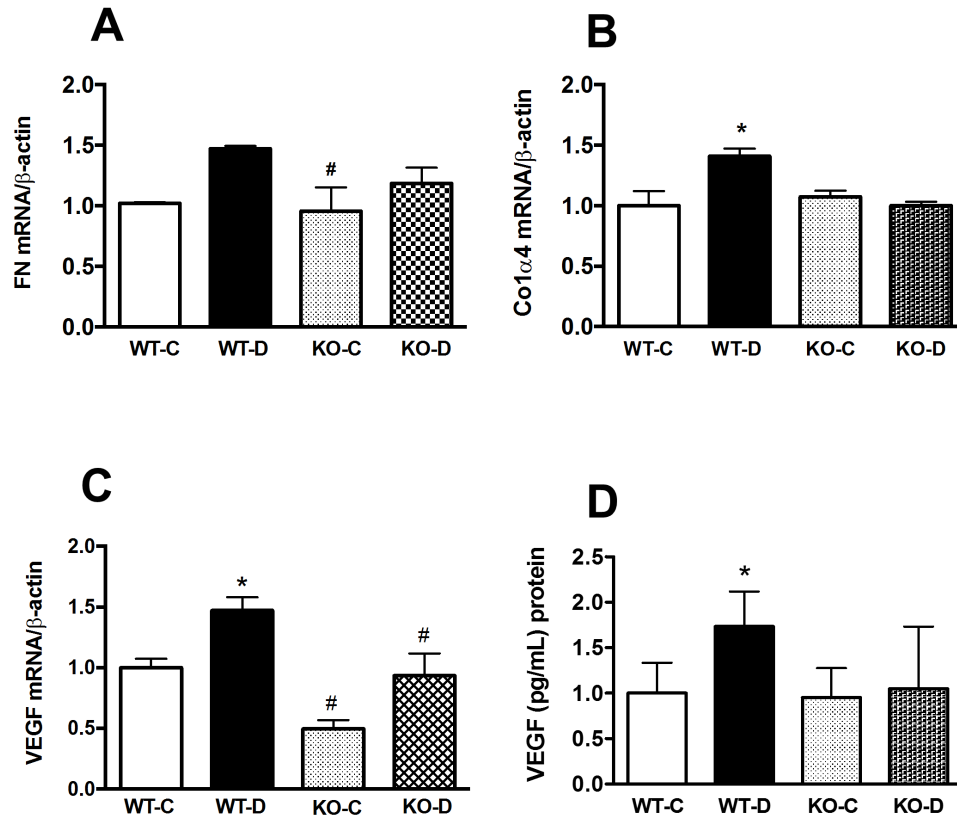 A
FN mRNA/β-actin
2.0
1.5
1.0
0.5
0.0
#
WT-C WT-D KO-C KO-D
B
Co1α4 mRNA/β-actin
2.0
1.5
1.0
0.5
0.0
*
WT-C WT-D KO-C KO-D
C
VEGF mRNA/β-actin
2.0
1.5
1.0
0.5
0.0
*
#
#
WT-C WT-D KO-C KO-D
D
VEGF (pg/mL) protein
2.5
2.0
1.5
1.0
0.5
0.0
*
WT-C WT-D KO-C KO-D